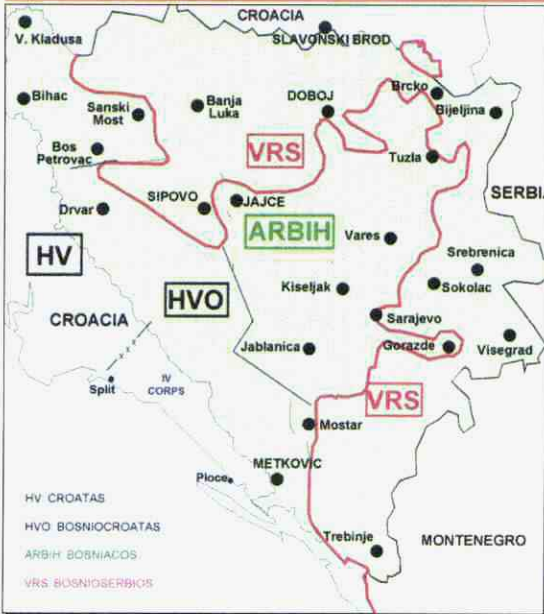 CROACIA
V. Kladusa
SLAVONSKI BROD
Bihac
Sanski
Most
Banja
Luka
DOBOJ
Brcko
Bijeljina
Bos
Petrovac
VRS
Tuzla
SERBIA
Drvar
SIPOVO
JAJCE
ARBIH
Vares
HV
Srebrenica
HVO
Kiseljak
Sokolac
CROACIA
Sarajevo
Jablanica
Gorazde
Visegrad
x x x
Split
IV
CORPS
VRS
Mostar
METKOVIC
Ploce
HV CROATAS
HVO BOSNIOCROATAS
Trebinje
MONTENEGRO
ARBIH BOSNIACOS
VRS BOSNIOSERBIOS